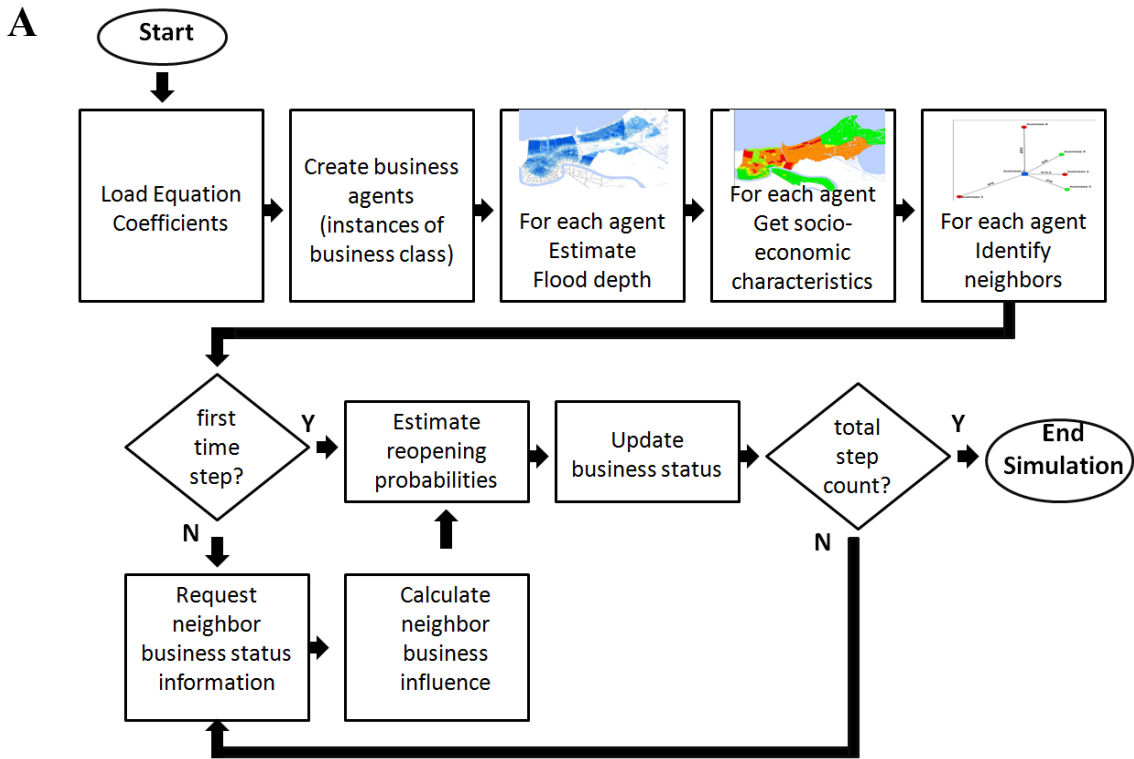 A
Start
Load Equation
Coefficients
Create business
agents
(instances of
business class)
For each agent
Estimate
Flood depth
For each agent
Get socio-
economic
characteristics
For each agent
Identify
neighbors
first
time
step?
Y
N
Estimate
reopening
probabilities
Update
business status
total
step
count?
Y
N
End
Simulation
Request
neighbor
business status
information
Calculate
neighbor
business
influence